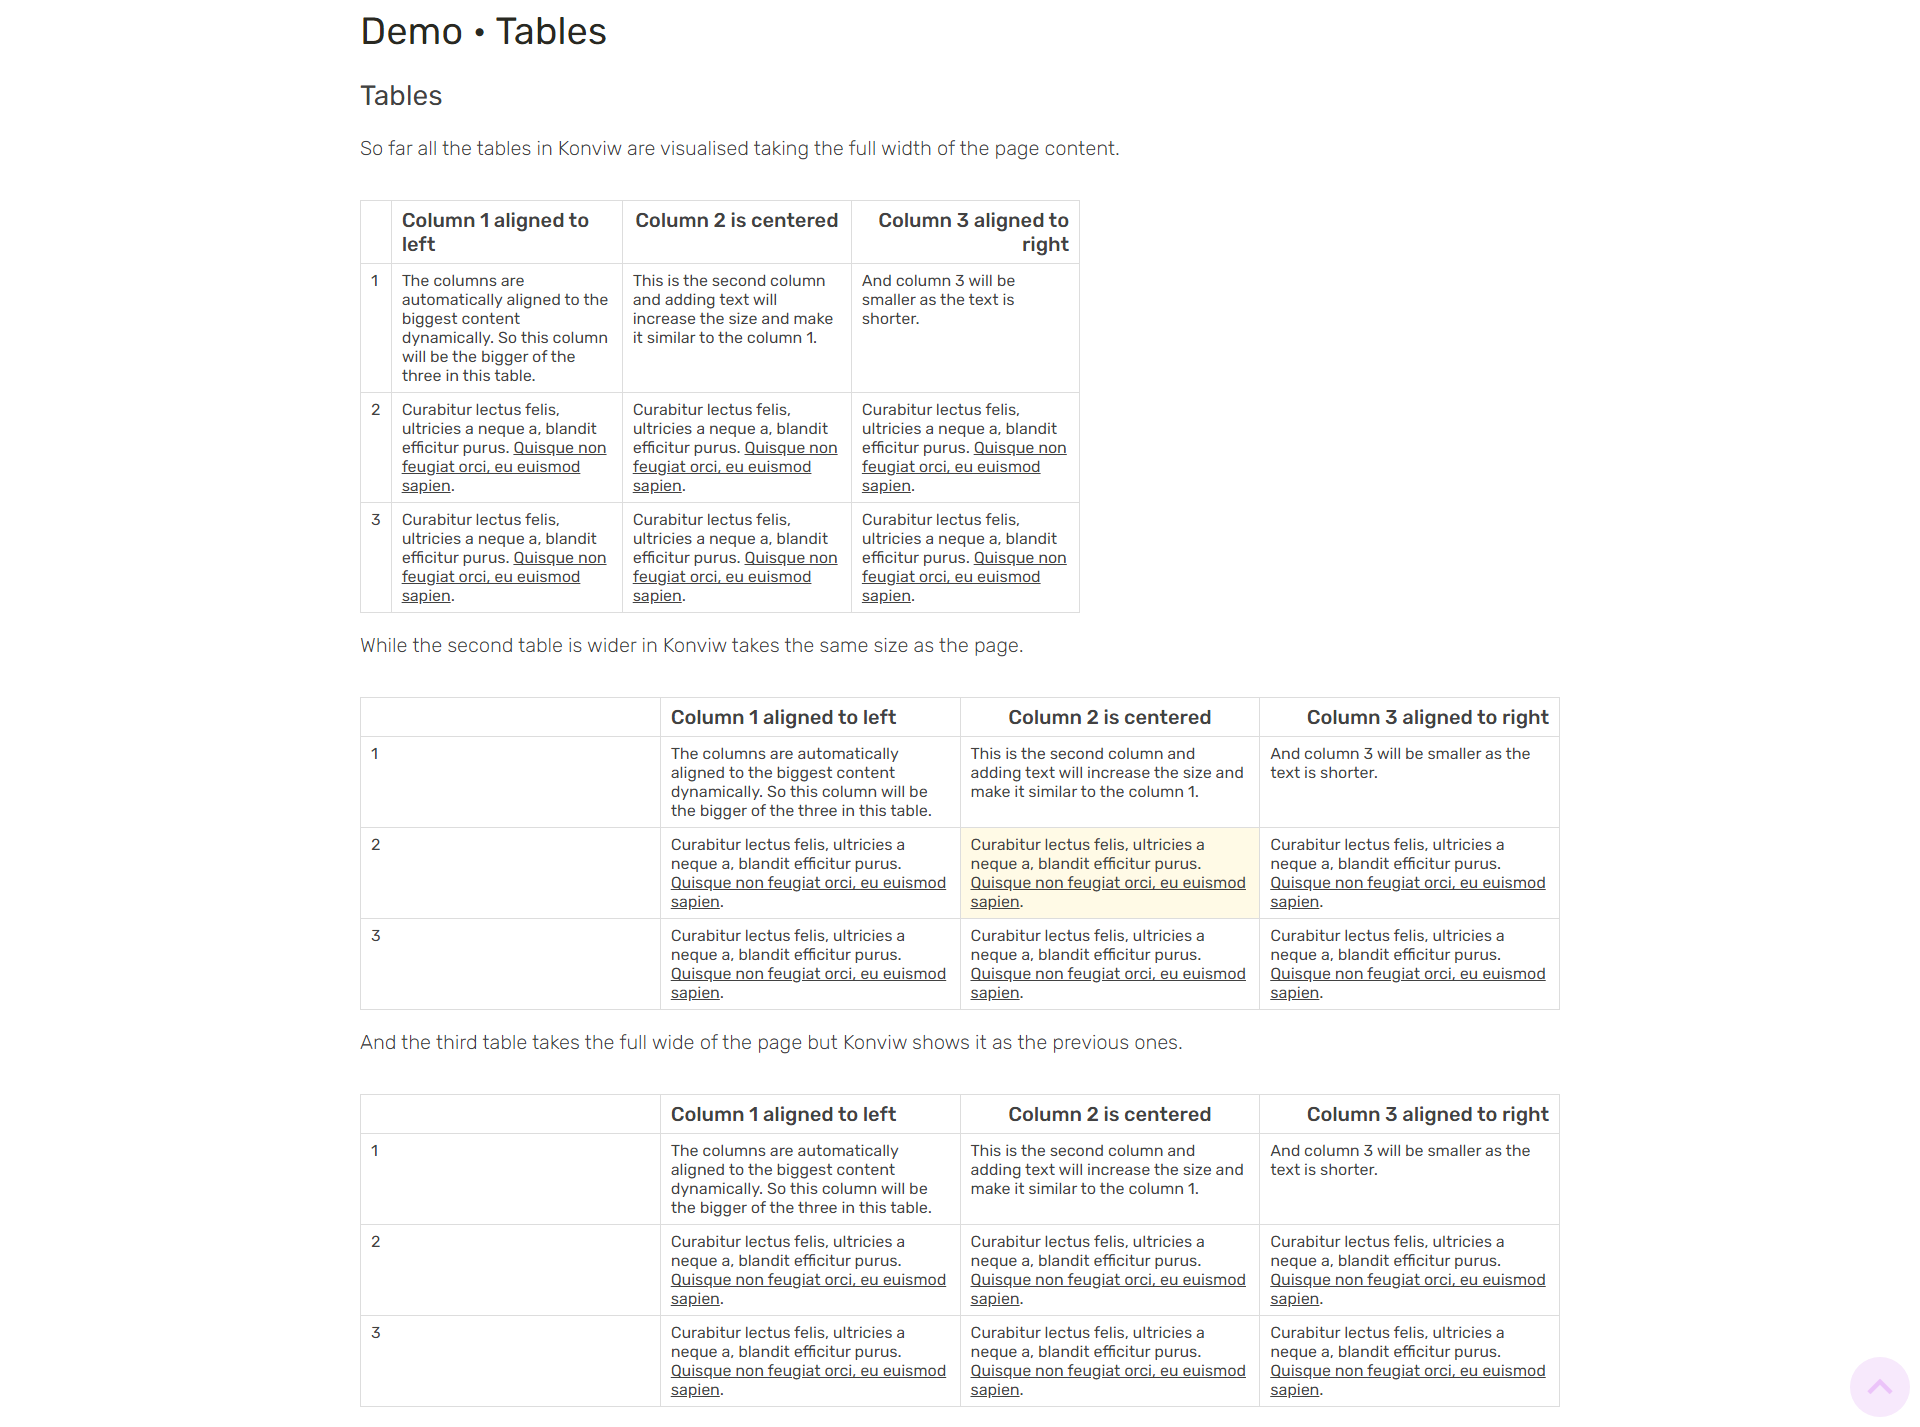 Demo • Tables
Tables
So far all the tables in Konviw are visualised taking the full width of the page content.
Column 1 aligned to
left
Column 2 is centered
Column 3 aligned to
right
1
The columns are
automatically aligned to the
biggest content
dynamically. So this column
will be the bigger of the
three in this table.
This is the second column
and adding text will
increase the size and make
it similar to the column 1.
And column 3 will be
smaller as the text is
shorter.
2
Curabitur lectus felis,
ultricies a neque a, blandit
efficitur purus. Quisque non
feugiat orci, eu euismod
sapien.
Curabitur lectus felis,
ultricies a neque a, blandit
efficitur purus. Quisque non
feugiat orci, eu euismod
sapien.
Curabitur lectus felis,
ultricies a neque a, blandit
efficitur purus. Quisque non
feugiat orci, eu euismod
sapien.
3
Curabitur lectus felis,
ultricies a neque a, blandit
efficitur purus. Quisque non
feugiat orci, eu euismod
sapien.
Curabitur lectus felis,
ultricies a neque a, blandit
efficitur purus. Quisque non
feugiat orci, eu euismod
sapien.
Curabitur lectus felis,
ultricies a neque a, blandit
efficitur purus. Quisque non
feugiat orci, eu euismod
sapien.
While the second table is wider in Konviw takes the same size as the page.
Column 1 aligned to left
Column 2 is centered
Column 3 aligned to right
1
The columns are automatically
aligned to the biggest content
dynamically. So this column will be
the bigger of the three in this table.
This is the second column and
adding text will increase the size and
make it similar to the column 1.
And column 3 will be smaller as the
text is shorter.
2
Curabitur lectus felis, ultricies a
neque a, blandit efficitur purus.
Quisque non feugiat orci, eu euismod
sapien.
Curabitur lectus felis, ultricies a
neque a, blandit efficitur purus.
Quisque non feugiat orci, eu euismod
sapien.
Curabitur lectus felis, ultricies a
neque a, blandit efficitur purus.
Quisque non feugiat orci, eu euismod
sapien.
3
Curabitur lectus felis, ultricies a
neque a, blandit efficitur purus.
Quisque non feugiat orci, eu euismod
sapien.
Curabitur lectus felis, ultricies a
neque a, blandit efficitur purus.
Quisque non feugiat orci, eu euismod
sapien.
Curabitur lectus felis, ultricies a
neque a, blandit efficitur purus.
Quisque non feugiat orci, eu euismod
sapien.
And the third table takes the full wide of the page but Konviw shows it as the previous ones.
Column 1 aligned to left
Column 2 is centered
Column 3 aligned to right
1
The columns are automatically
aligned to the biggest content
dynamically. So this column will be
the bigger of the three in this table.
This is the second column and
adding text will increase the size and
make it similar to the column 1.
And column 3 will be smaller as the
text is shorter.
2
Curabitur lectus felis, ultricies a
neque a, blandit efficitur purus.
Quisque non feugiat orci, eu euismod
sapien.
Curabitur lectus felis, ultricies a
neque a, blandit efficitur purus.
Quisque non feugiat orci, eu euismod
sapien.
Curabitur lectus felis, ultricies a
neque a, blandit efficitur purus.
Quisque non feugiat orci, eu euismod
sapien.
3
Curabitur lectus felis, ultricies a
neque a, blandit efficitur purus.
Quisque non feugiat orci, eu euismod
sapien.
Curabitur lectus felis, ultricies a
neque a, blandit efficitur purus.
Quisque non feugiat orci, eu euismod
sapien.
Curabitur lectus felis, ultricies a
neque a, blandit efficitur purus.
Quisque non feugiat orci, eu euismod
sapien.